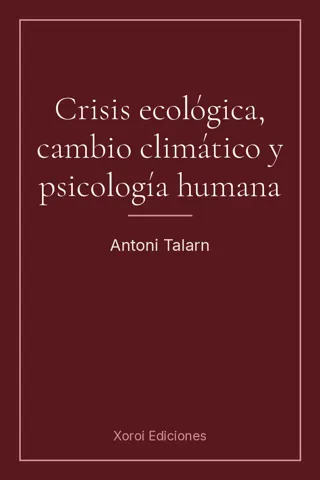 Crisis ecológica,
cambio climático y
psicología humana
Antoni Talarn
Xoroi Ediciones